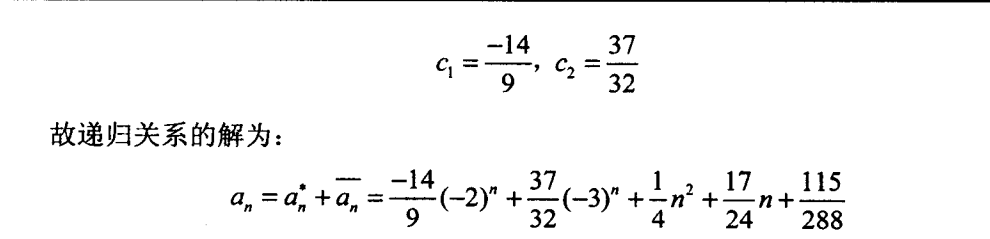 c₁ = −14/9, c₂ = 37/32
故递归关系的解为：
aₙ = aₙ* + a̅ₙ = −14/9 (−2)ⁿ + 37/32 (−3)ⁿ + 1/4 n² + 17/24 n + 115/288